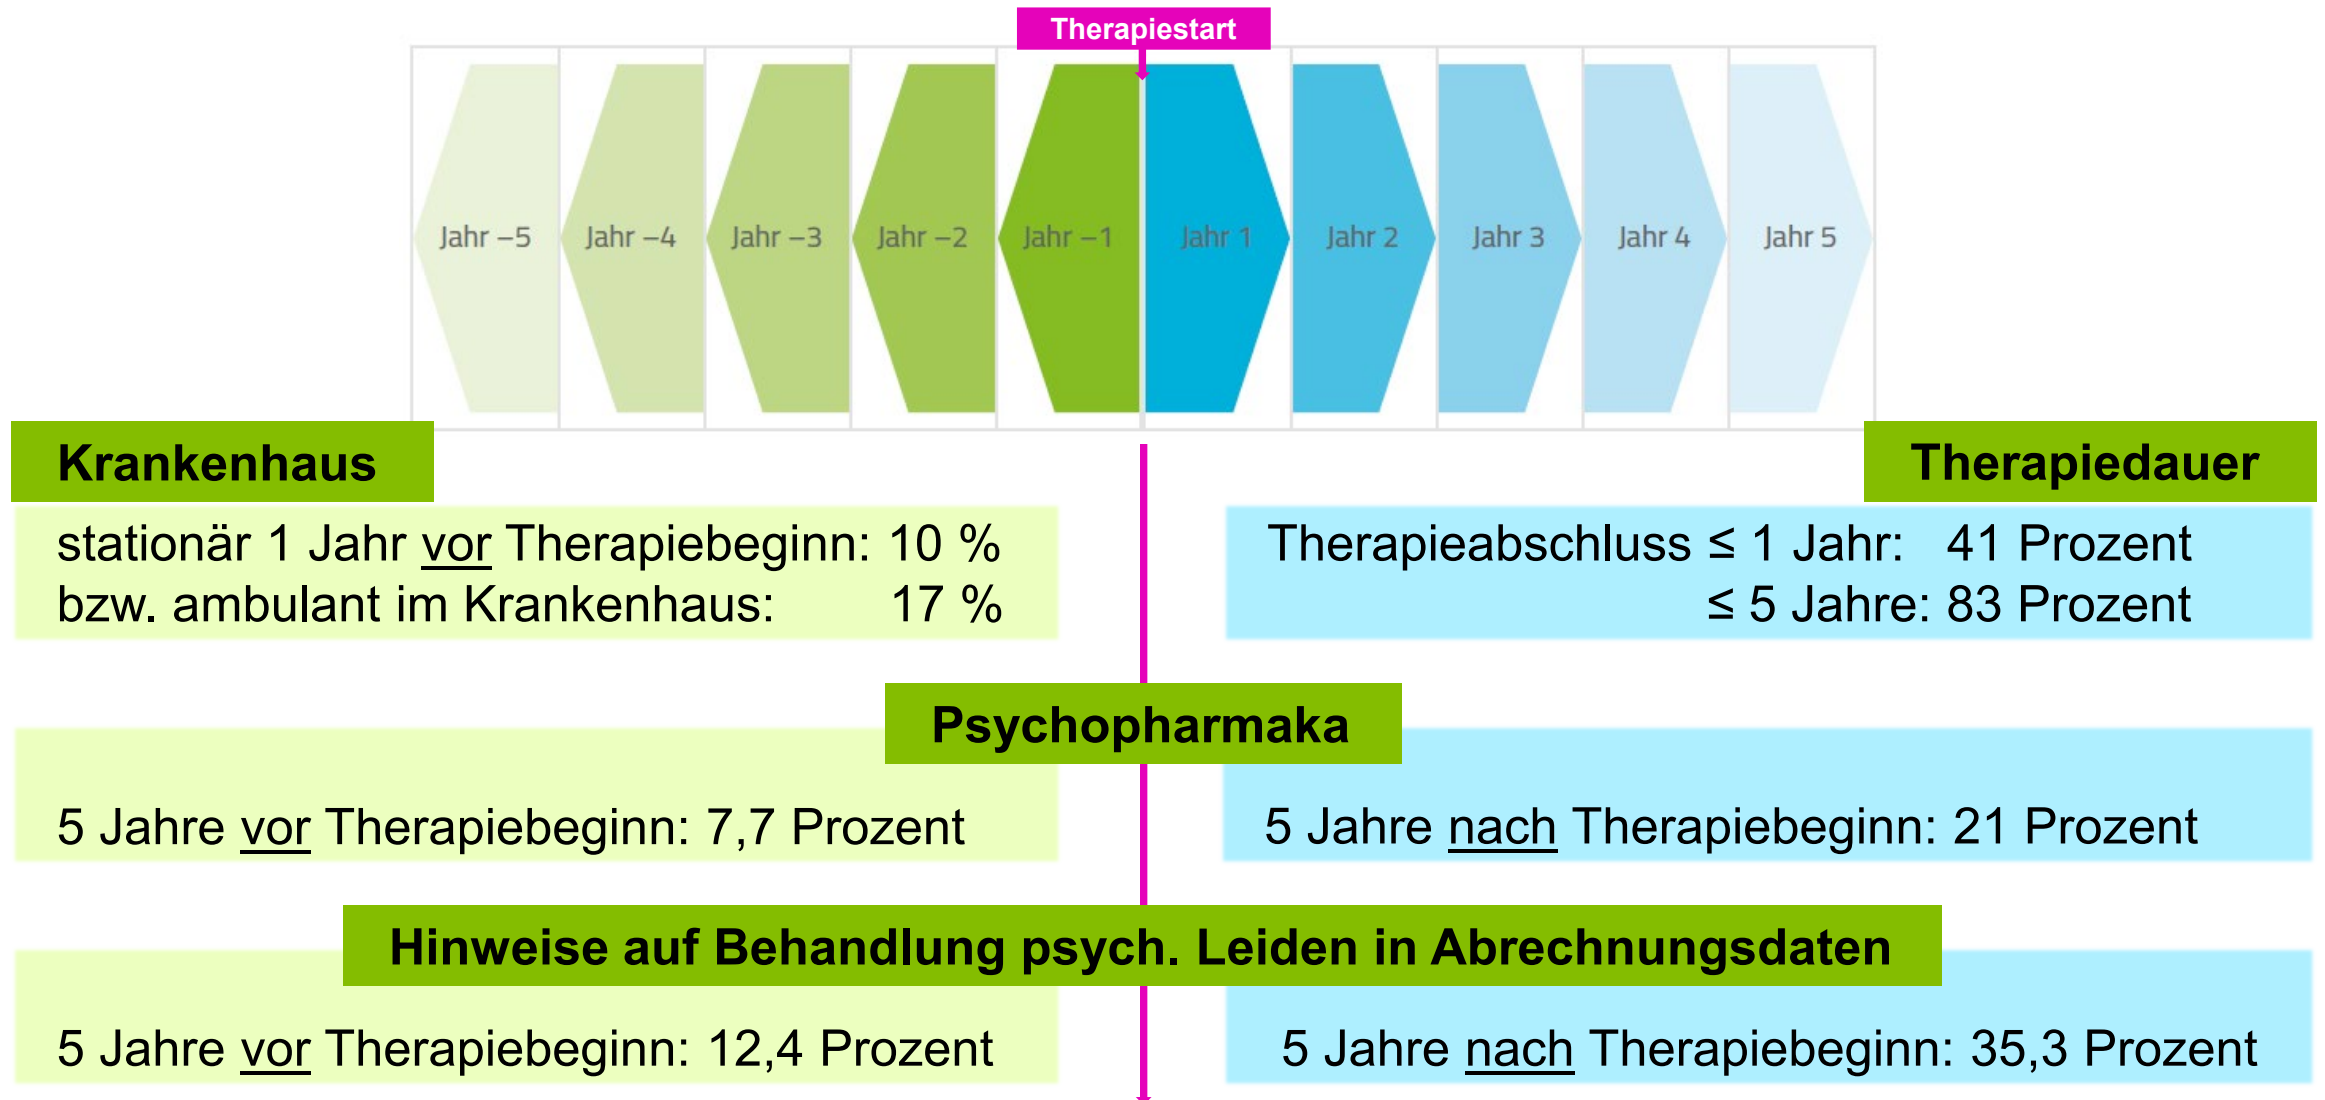 Therapiestart
Jahr –5
Jahr –4
Jahr –3
Jahr –2
Jahr –1
Jahr 1
Jahr 2
Jahr 3
Jahr 4
Jahr 5
Krankenhaus
stationär 1 Jahr vor Therapiebeginn: 10 %
bzw. ambulant im Krankenhaus: 17 %
Therapiedauer
Therapieabschluss ≤ 1 Jahr: 41 Prozent
≤ 5 Jahre: 83 Prozent
Psychopharmaka
5 Jahre vor Therapiebeginn: 7,7 Prozent
5 Jahre nach Therapiebeginn: 21 Prozent
Hinweise auf Behandlung psych. Leiden in Abrechnungsdaten
5 Jahre vor Therapiebeginn: 12,4 Prozent
5 Jahre nach Therapiebeginn: 35,3 Prozent